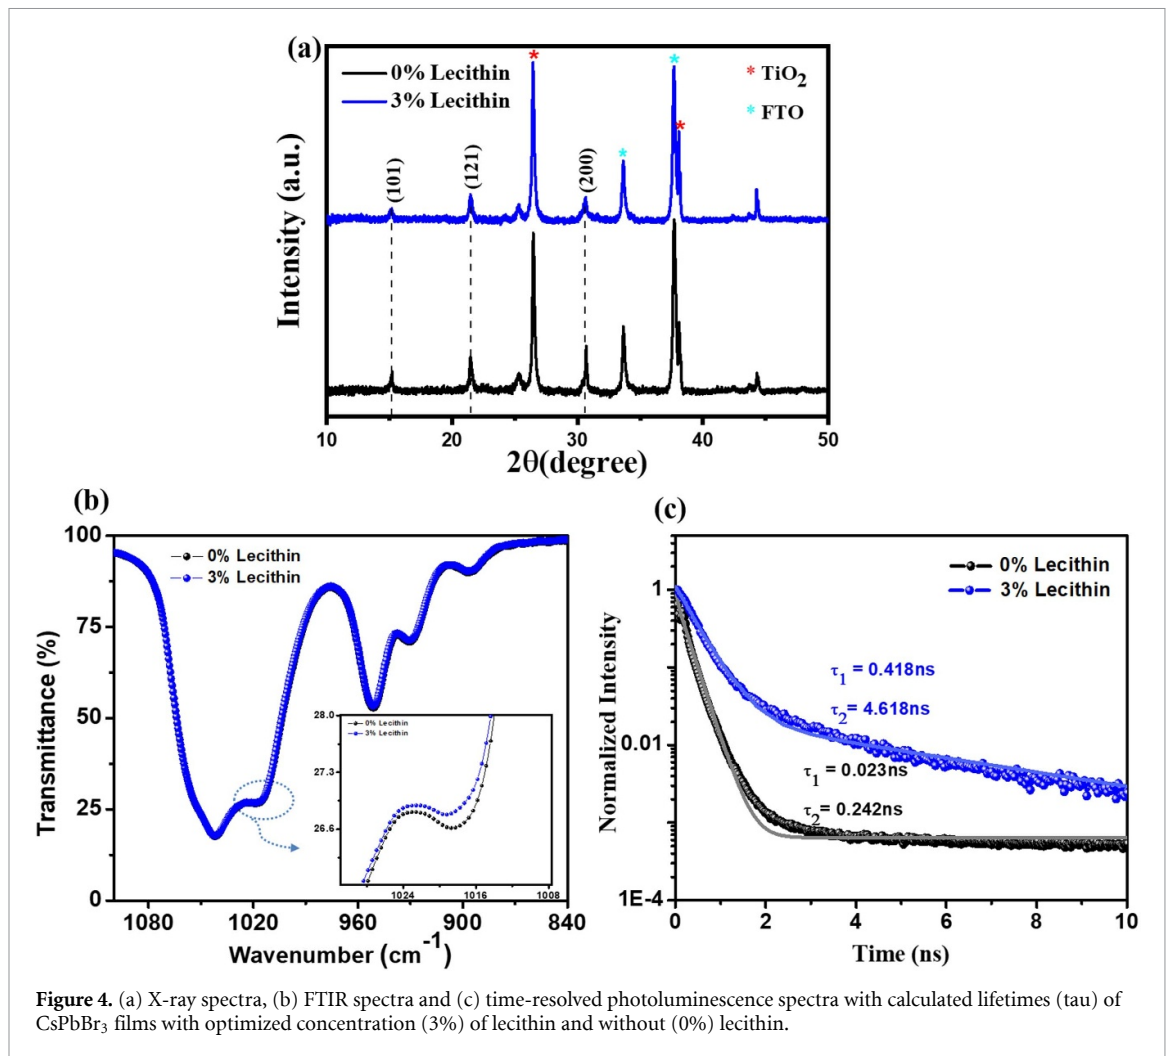 (a)
0% Lecithin
3% Lecithin
*
*
*
*
* TiO2
* FTO
(101)
(121)
(200)
Intensity (a.u.)
10
20
30
40
50
2θ(degree)
(b)
0% Lecithin
3% Lecithin
100
75
50
25
0
Transmittance (%)
1080
1020
960
900
840
Wavenumber (cm-1)
0% Lecithin
3% Lecithin
28.0
27.3
26.6
1024
1016
1008
(c)
0% Lecithin
3% Lecithin
1
0.01
1E-4
Normalized Intensity
τ1 = 0.418ns
τ2= 4.618ns
τ1 = 0.023ns
τ2 = 0.242ns
0
2
4
6
8
10
Time (ns)
Figure 4. (a) X-ray spectra, (b) FTIR spectra and (c) time-resolved photoluminescence spectra with calculated lifetimes (tau) of
CsPbBr3 films with optimized concentration (3%) of lecithin and without (0%) lecithin.